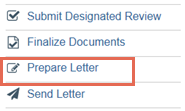 Submit Designated Review
Finalize Documents
Prepare Letter
Send Letter